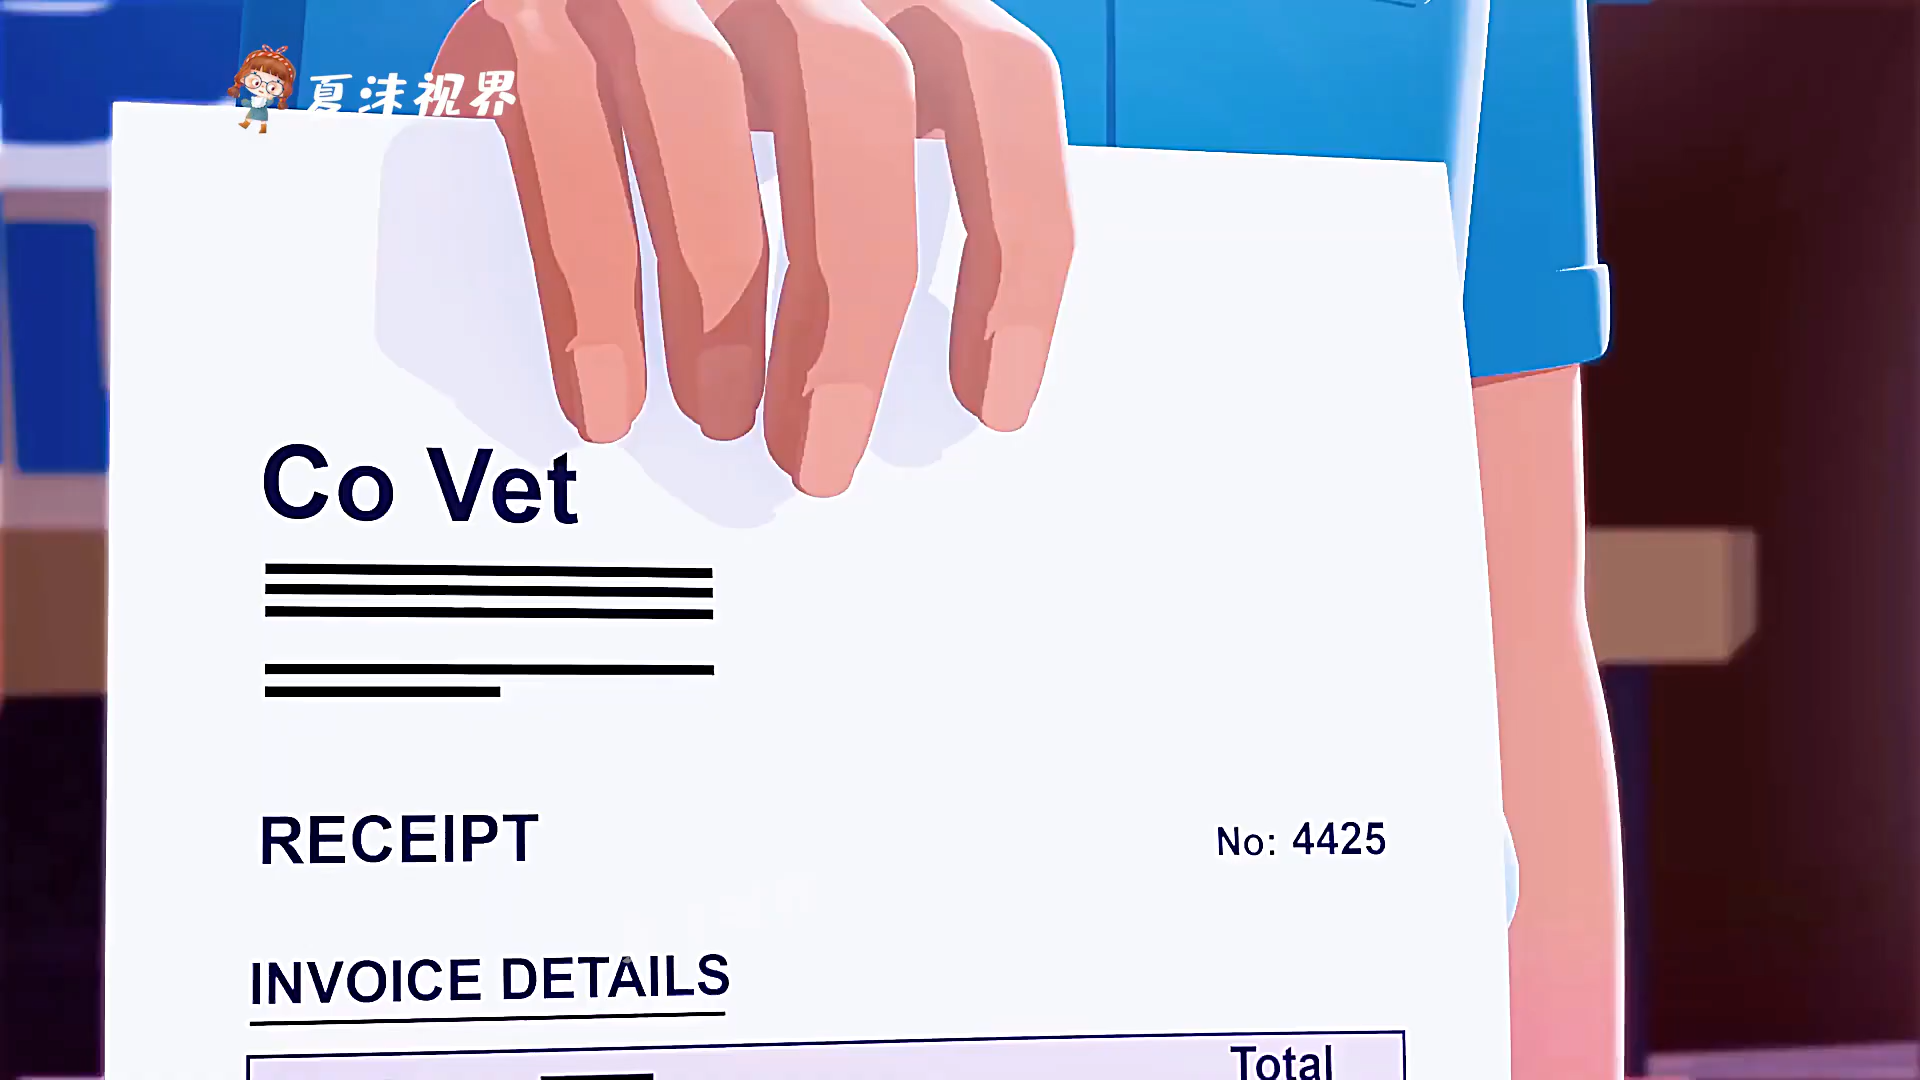 夏沫视界
Co Vet
RECEIPT
No: 4425
INVOICE DETAILS
Total